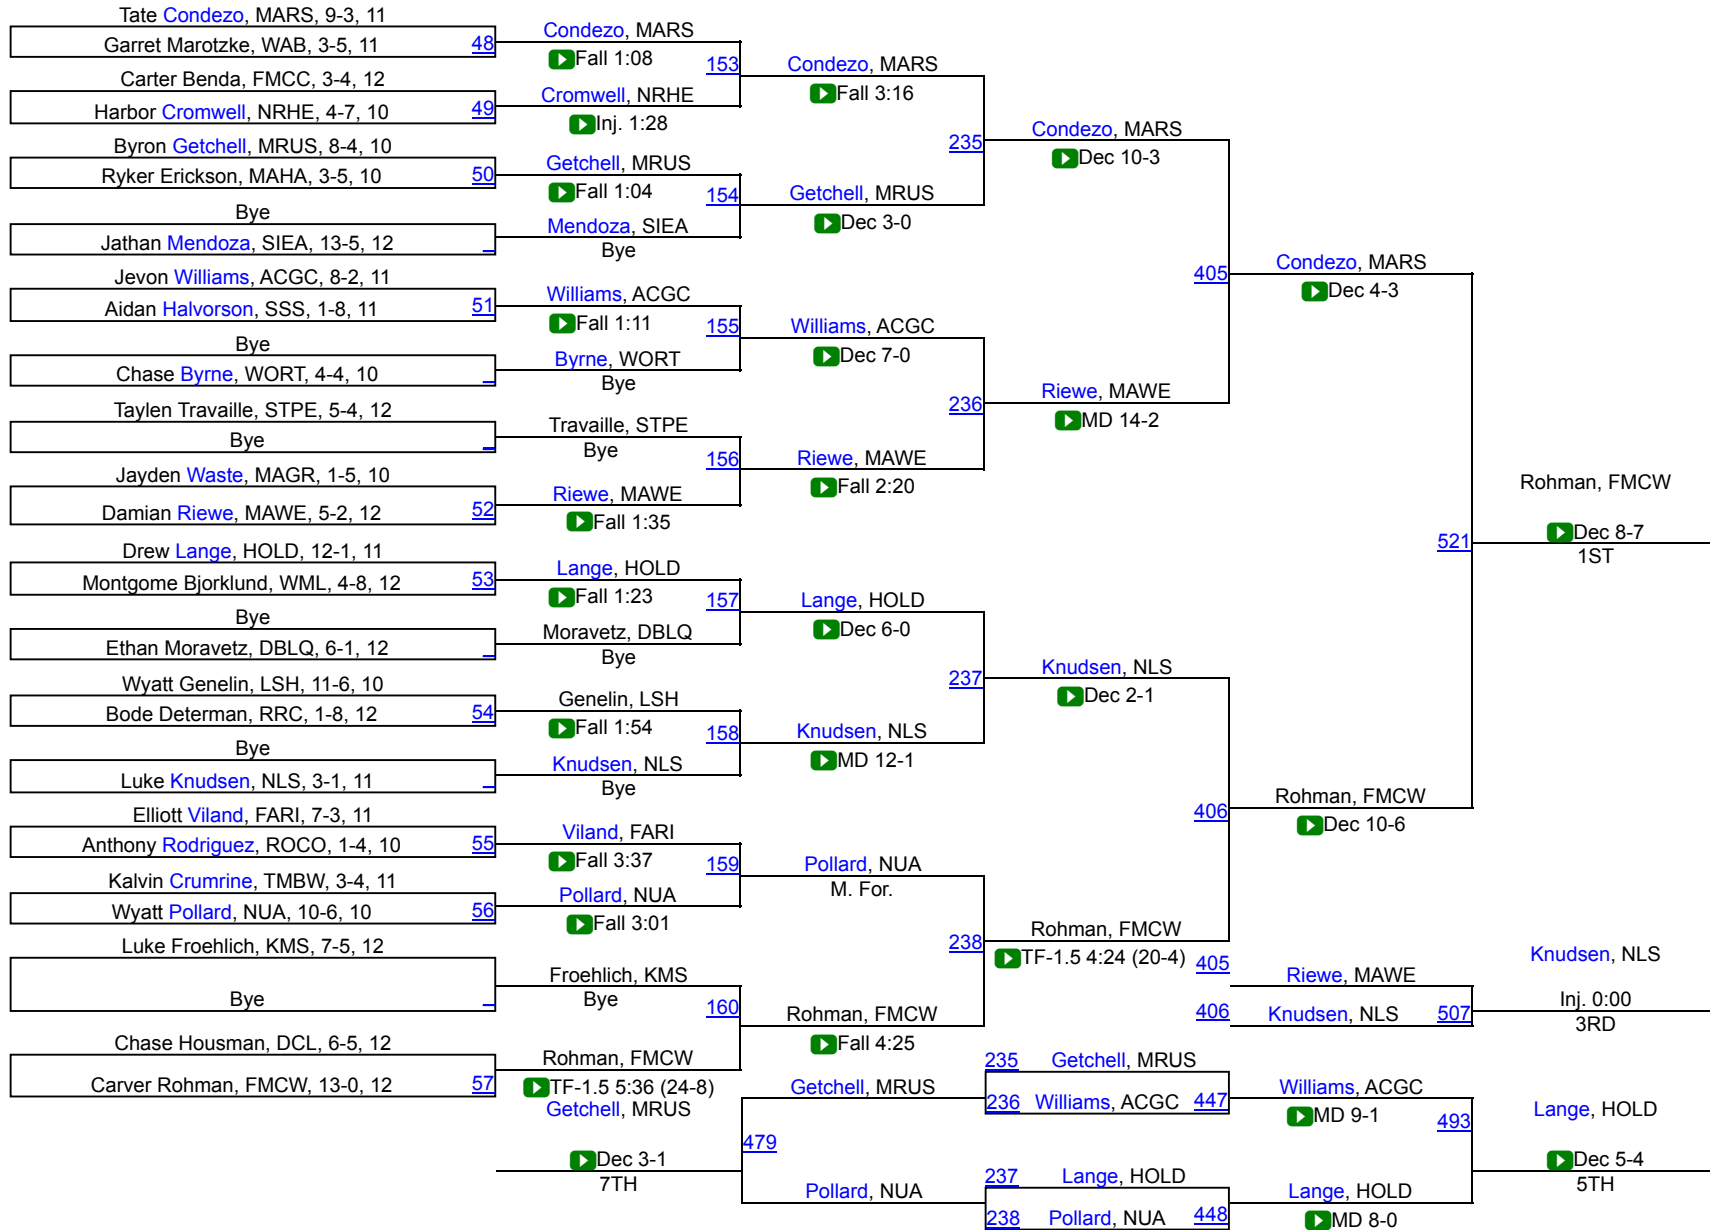 Tate Condezo, MARS, 9-3, 11
Garret Marotzke, WAB, 3-5, 11
48
Carter Benda, FMCC, 3-4, 12
Harbor Cromwell, NRHE, 4-7, 10
49
Byron Getchell, MRUS, 8-4, 10
Ryker Erickson, MAHA, 3-5, 10
50
Bye
Jathan Mendoza, SIEA, 13-5, 12
Jevon Williams, ACGC, 8-2, 11
Aidan Halvorson, SSS, 1-8, 11
51
Bye
Chase Byrne, WORT, 4-4, 10
Taylen Travaille, STPE, 5-4, 12
Bye
Jayden Waste, MAGR, 1-5, 10
Damian Riewe, MAWE, 5-2, 12
52
Drew Lange, HOLD, 12-1, 11
Montgome Bjorklund, WML, 4-8, 12
53
Bye
Ethan Moravetz, DBLQ, 6-1, 12
Wyatt Genelin, LSH, 11-6, 10
Bode Determan, RRC, 1-8, 12
54
Bye
Luke Knudsen, NLS, 3-1, 11
Elliott Viland, FARI, 7-3, 11
Anthony Rodriguez, ROCO, 1-4, 10
55
Kalvin Crumrine, TMBW, 3-4, 11
Wyatt Pollard, NUA, 10-6, 10
56
Luke Froehlich, KMS, 7-5, 12
Bye
Chase Housman, DCL, 6-5, 12
Carver Rohman, FMCW, 13-0, 12
57
Condezo, MARS
Fall 1:08
153
Cromwell, NRHE
Inj. 1:28
Getchell, MRUS
Fall 1:04
154
Mendoza, SIEA
Bye
Williams, ACGC
Fall 1:11
155
Byrne, WORT
Bye
Travaille, STPE
Bye
156
Riewe, MAWE
Fall 1:35
Lange, HOLD
Fall 1:23
157
Moravetz, DBLQ
Bye
Genelin, LSH
Fall 1:54
158
Knudsen, NLS
Bye
Viland, FARI
Fall 3:37
159
Pollard, NUA
Fall 3:01
Froehlich, KMS
Bye
160
Rohman, FMCW
TF-1.5 5:36 (24-8)
Condezo, MARS
Fall 3:16
235
Getchell, MRUS
Dec 3-0
Williams, ACGC
Dec 7-0
236
Riewe, MAWE
Fall 2:20
Lange, HOLD
Dec 6-0
237
Knudsen, NLS
MD 12-1
Pollard, NUA
M. For.
238
Rohman, FMCW
Fall 4:25
Condezo, MARS
Dec 10-3
405
Riewe, MAWE
MD 14-2
Knudsen, NLS
Dec 2-1
406
Rohman, FMCW
TF-1.5 4:24 (20-4)
Condezo, MARS
Dec 4-3
521
Rohman, FMCW
Dec 10-6
Rohman, FMCW
Dec 8-7
1ST
405
Riewe, MAWE
406
Knudsen, NLS
507
Knudsen, NLS
Inj. 0:00
3RD
235
Getchell, MRUS
236
Williams, ACGC
447
237
Lange, HOLD
238
Pollard, NUA
448
Williams, ACGC
MD 9-1
493
Lange, HOLD
MD 8-0
Lange, HOLD
Dec 5-4
5TH
Getchell, MRUS
479
Pollard, NUA
Getchell, MRUS
Dec 3-1
7TH